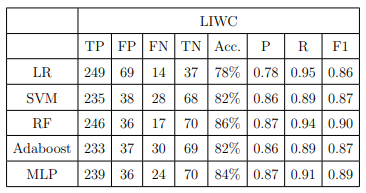 LIWC
TP FP FN TN Acc. P R F1
LR 249 69 14 37 78% 0.78 0.95 0.86
SVM 235 38 28 68 82% 0.86 0.89 0.87
RF 246 36 17 70 86% 0.87 0.94 0.90
Adaboost 233 37 30 69 82% 0.86 0.89 0.87
MLP 239 36 24 70 84% 0.87 0.91 0.89